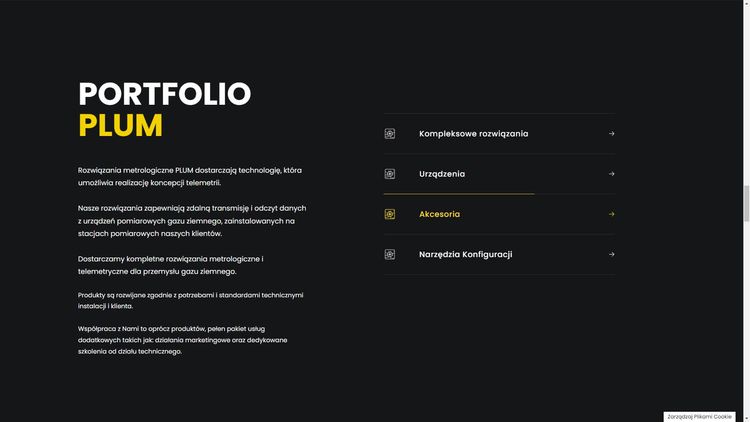 PORTFOLIO
PLUM
Rozwiązania metrologiczne PLUM dostarczają technologię, która
umożliwia realizację koncepcji telemetrii.
Nasze rozwiązania zapewniają zdalną transmisję i odczyt danych
z urządzeń pomiarowych gazu ziemnego, zainstalowanych na
stacjach pomiarowych naszych klientów.
Dostarczamy kompletne rozwiązania metrologiczne i
telemetryczne dla przemysłu gazu ziemnego.
Produkty są rozwijane zgodnie z potrzebami i standardami technicznymi
instalacji i klienta.
Współpraca z Nami to oprócz produktów, pełen pakiet usług
dodatkowych takich jak: działania marketingowe oraz dedykowane
szkolenia od działu technicznego.
Kompleksowe rozwiązania
Urządzenia
Akcesoria
Narzędzia Konfiguracji
Zarządzaj Plikami Cookie